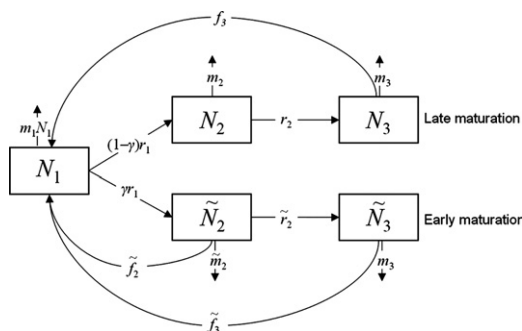 f₃
m₂
m₃
m₁N₁
N₂
r₂
N₃
Late maturation
(1−γ)r₁
N₁
γr₁
Ñ₂
r̃₂
Ñ₃
Early maturation
f̃₂
m̃₂
m₃
f̃₃